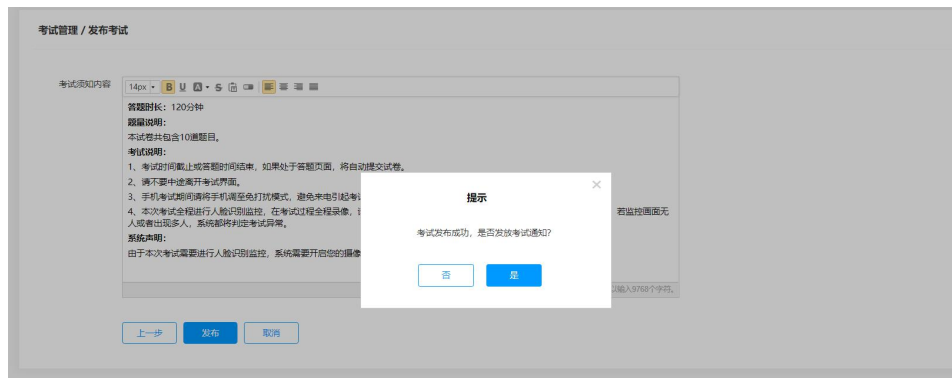 考试管理 / 发布考试
考试须知内容
14px
B U A S
答题时长：120分钟
题量说明：
本试卷共包含10道题目。
考试说明：
1、考试时间截止或答题时间结束，如果处于答题页面，将自动提交试卷。
2、请不要中途离开考试界面。
3、手机考试期间请将手机调至免打扰模式，避免来电引起考
4、本次考试全程进行人脸识别监控，在考试过程全程录像，
若监控画面无
人或者出现多人，系统都将判定考试异常。
系统声明：
由于本次考试需要进行人脸识别监控，系统需要开启您的摄像
以输入9768个字符。
提示
考试发布成功，是否发放考试通知?
否
是
上一步
发布
取消